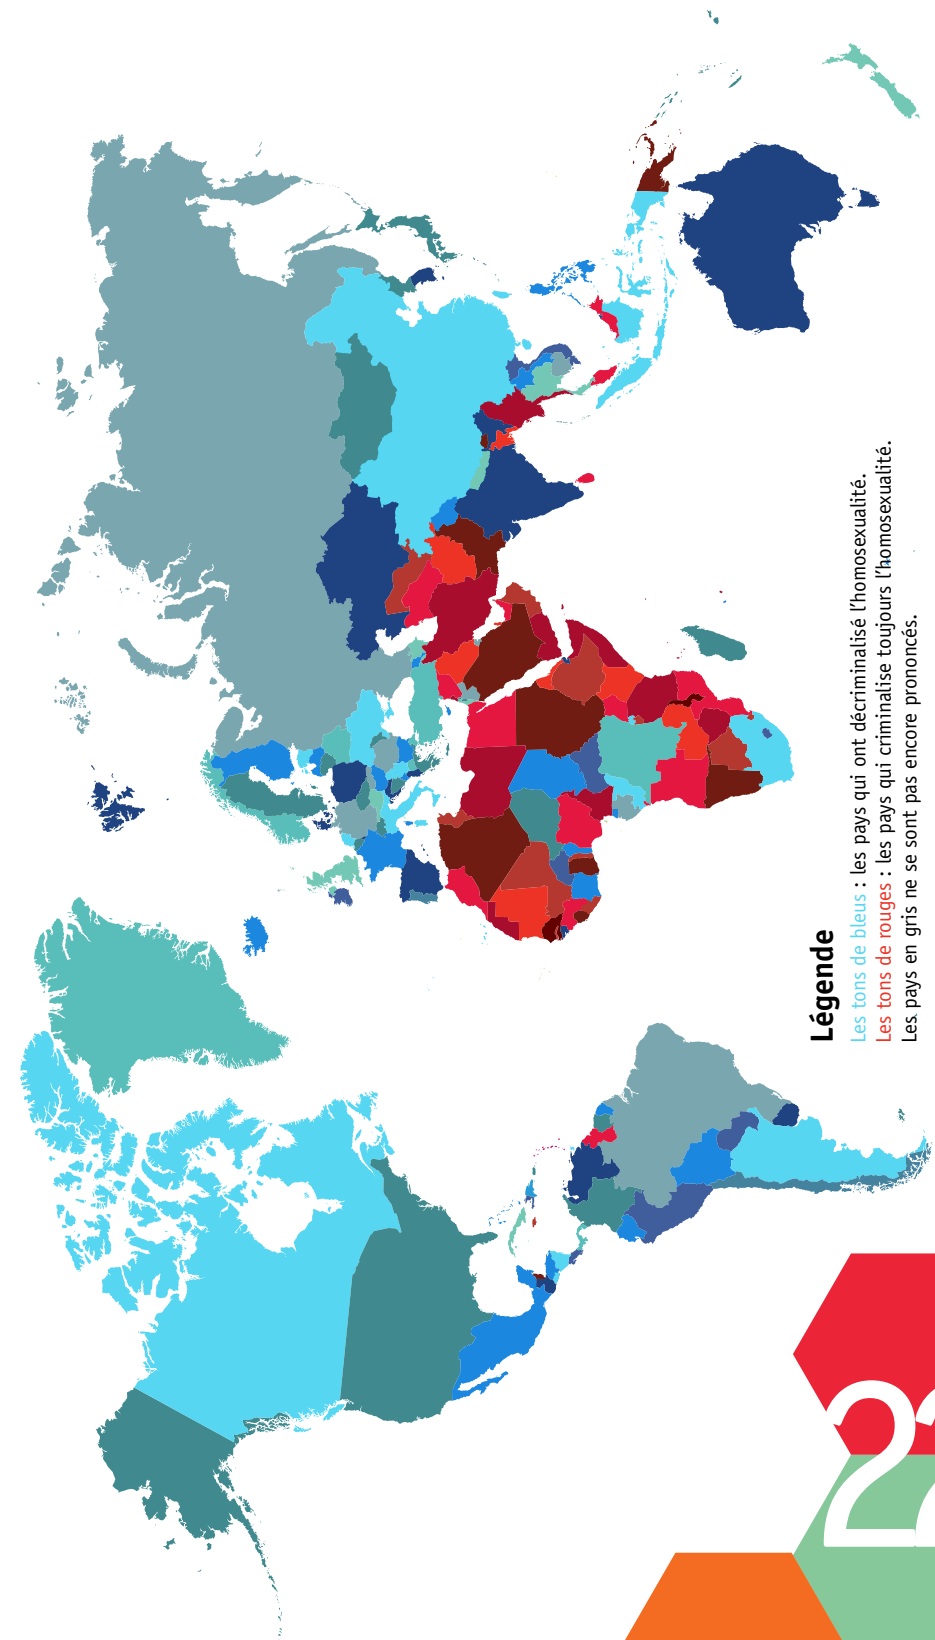 Légende
Les tons de bleus : les pays qui ont décriminalisé l'homosexualité.
Les tons de rouges : les pays qui criminalise toujours l'homosexualité.
Les pays en gris ne se sont pas encore prononcés.